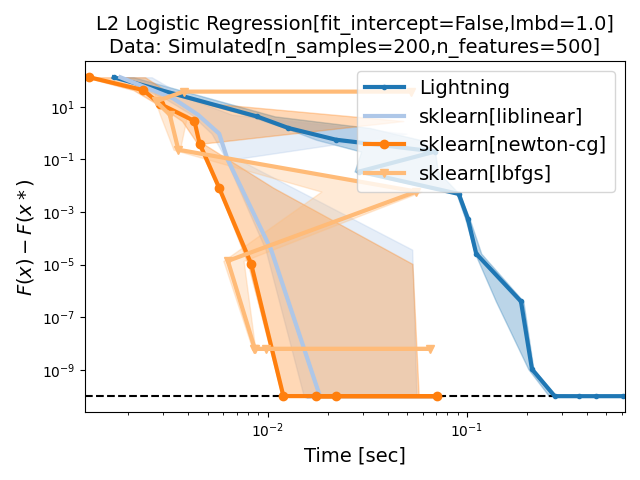 L2 Logistic Regression[fit_intercept=False,lmbd=1.0]
Data: Simulated[n_samples=200,n_features=500]
Lightning
sklearn[liblinear]
sklearn[newton-cg]
sklearn[lbfgs]
10¹
10⁻¹
10⁻³
10⁻⁵
10⁻⁷
10⁻⁹
F(x) − F(x*)
10⁻²
10⁻¹
Time [sec]